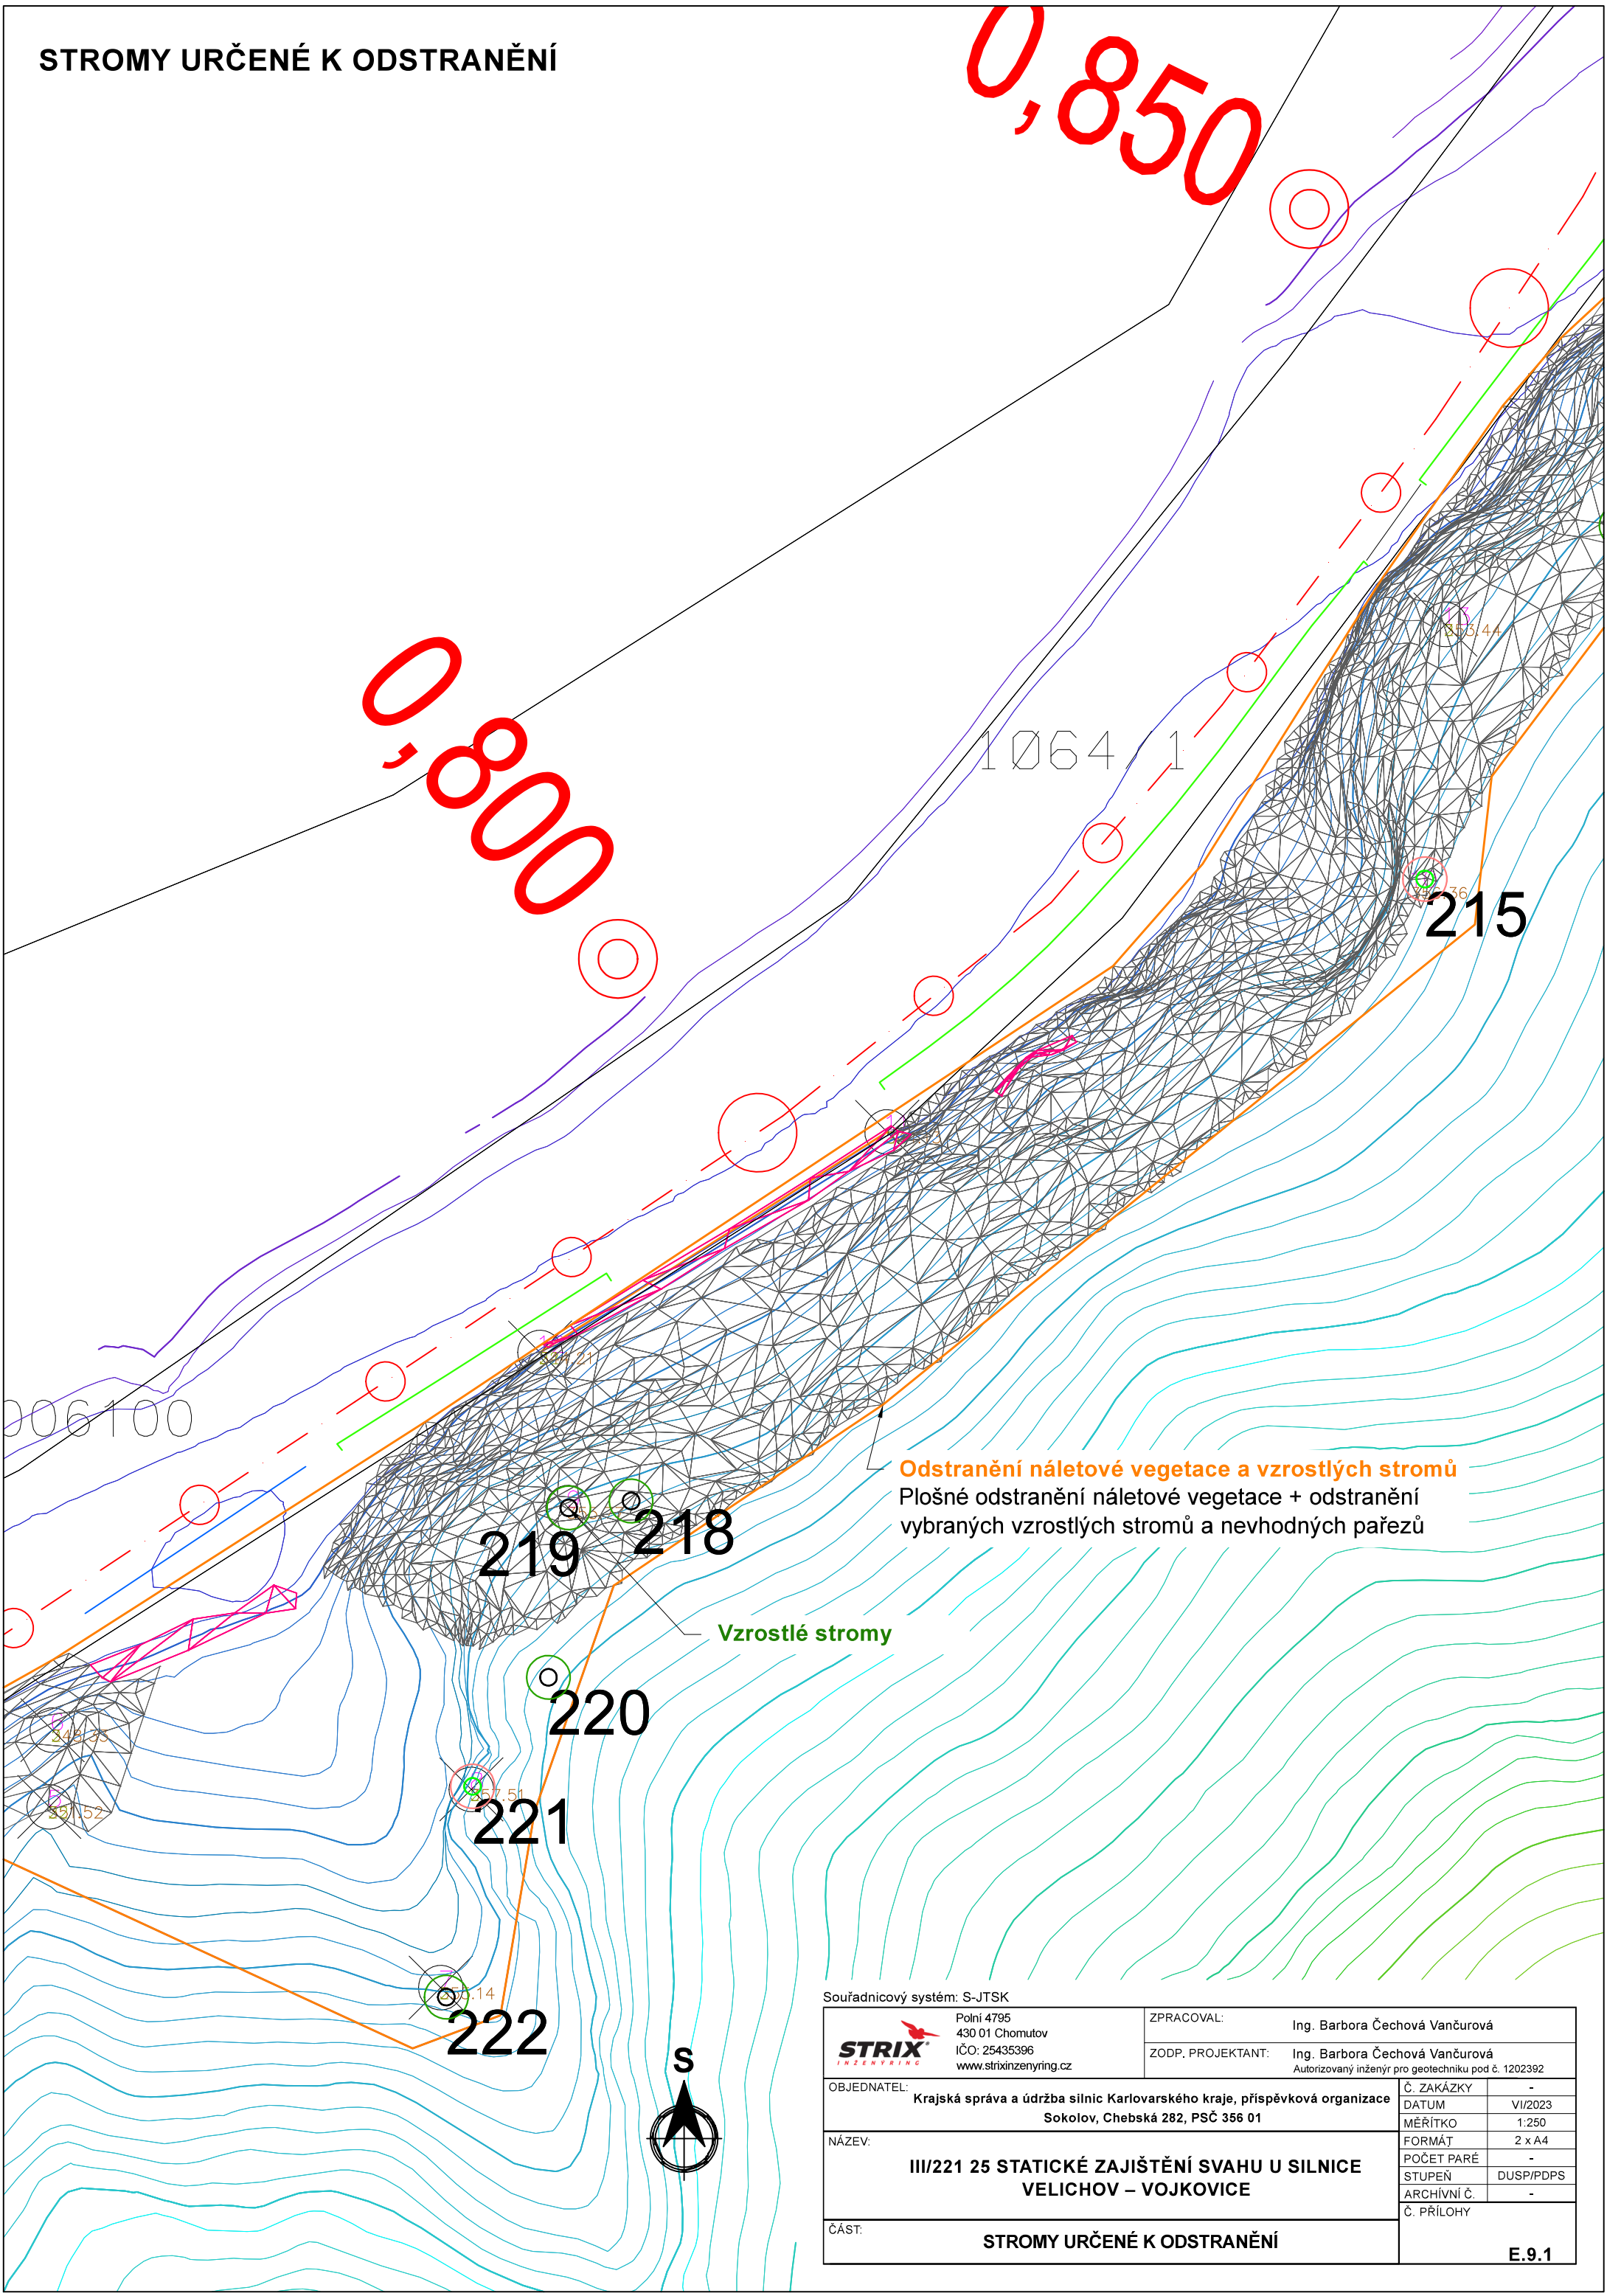 STROMY URČENÉ K ODSTRANĚNÍ
0,850
0,800
1064/1
353.44
215
006100
Odstranění náletové vegetace a vzrostlých stromů
Plošné odstranění náletové vegetace + odstranění
vybraných vzrostlých stromů a nevhodných pařezů
219
218
Vzrostlé stromy
220
221
222
S
Souřadnicový systém: S-JTSK
STRIX
INŽENÝRING
Polní 4795
430 01 Chomutov
IČO: 25435396
www.strixinzenyring.cz
ZPRACOVAL:
Ing. Barbora Čechová Vančurová
ZODP. PROJEKTANT:
Ing. Barbora Čechová Vančurová
Autorizovaný inženýr pro geotechniku pod č. 1202392
OBJEDNATEL:
Krajská správa a údržba silnic Karlovarského kraje, příspěvková organizace
Sokolov, Chebská 282, PSČ 356 01
Č. ZAKÁZKY -
DATUM VI/2023
MĚŘÍTKO 1:250
FORMÁT 2 x A4
POČET PARÉ -
STUPEŇ DUSP/PDPS
ARCHÍVNÍ Č. -
NÁZEV:
III/221 25 STATICKÉ ZAJIŠTĚNÍ SVAHU U SILNICE
VELICHOV – VOJKOVICE
Č. PŘÍLOHY
E.9.1
ČÁST:
STROMY URČENÉ K ODSTRANĚNÍ